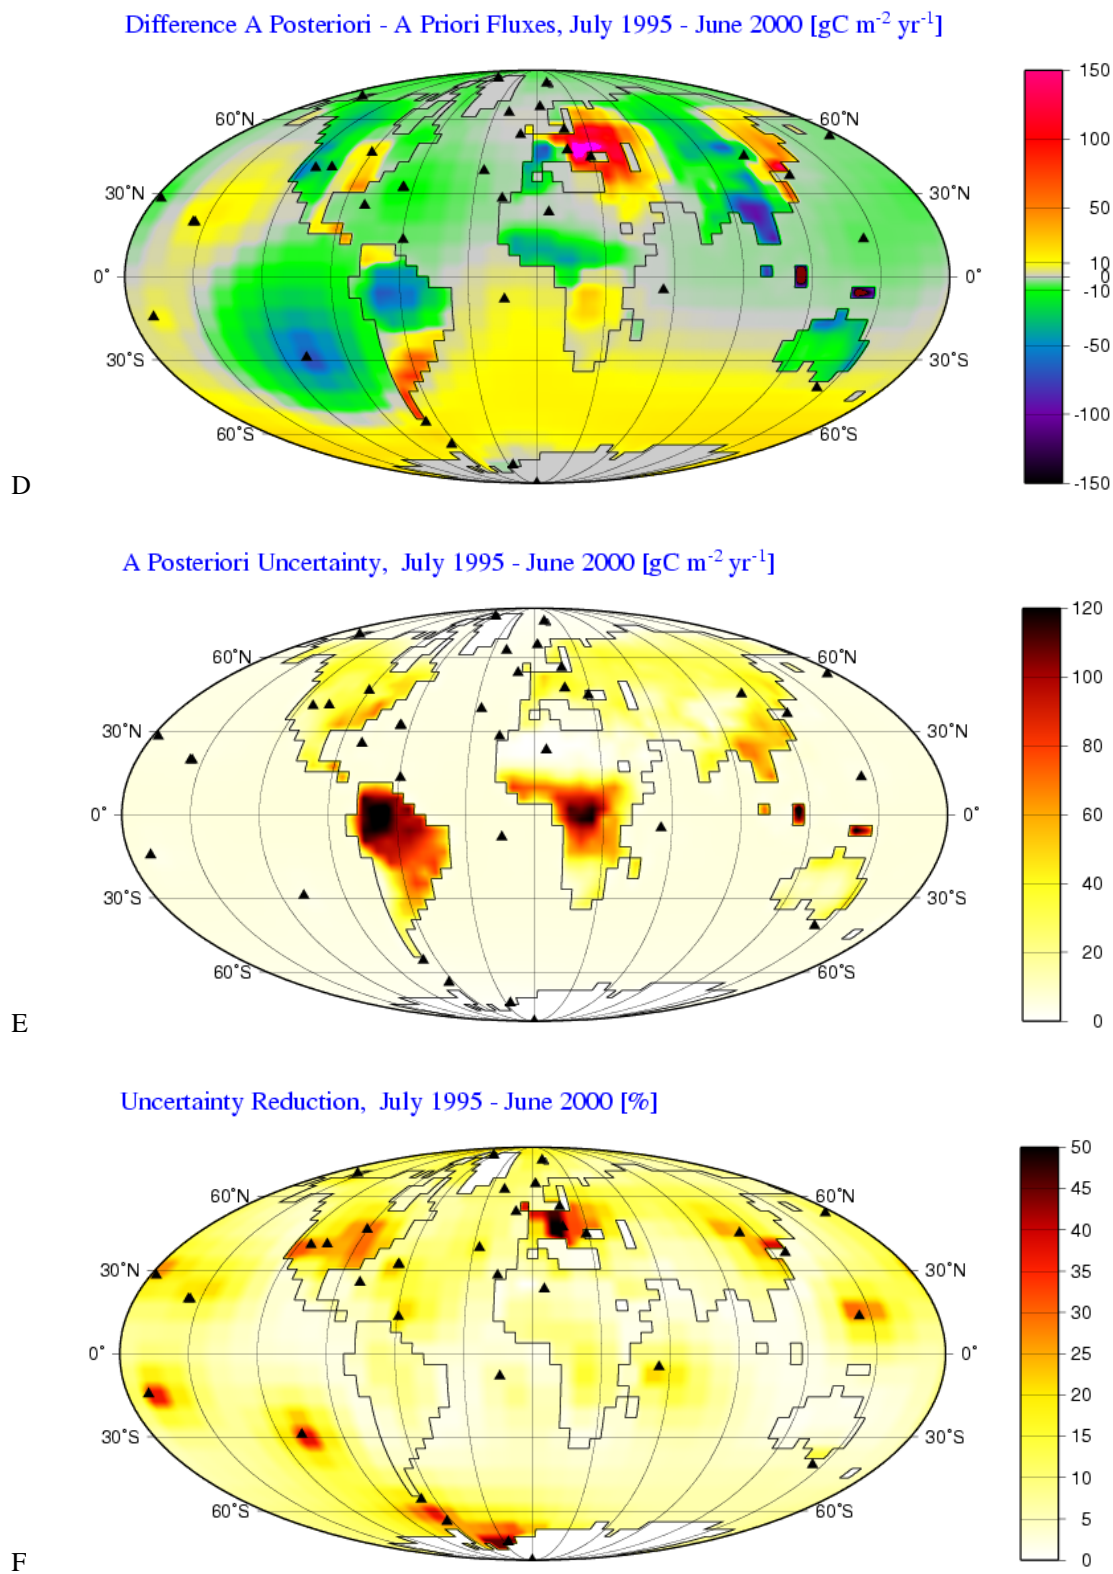 Difference A Posteriori - A Priori Fluxes, July 1995 - June 2000 [gC m⁻² yr⁻¹]
150
100
50
10
0
-10
-50
-100
-150
60˚N
60˚N
30˚N
30˚N
0˚
0˚
30˚S
30˚S
60˚S
60˚S
D
A Posteriori Uncertainty, July 1995 - June 2000 [gC m⁻² yr⁻¹]
120
100
80
60
40
20
0
60˚N
60˚N
30˚N
30˚N
0˚
0˚
30˚S
30˚S
60˚S
60˚S
E
Uncertainty Reduction, July 1995 - June 2000 [%]
50
45
40
35
30
25
20
15
10
5
0
60˚N
60˚N
30˚N
30˚N
0˚
0˚
30˚S
30˚S
60˚S
60˚S
F